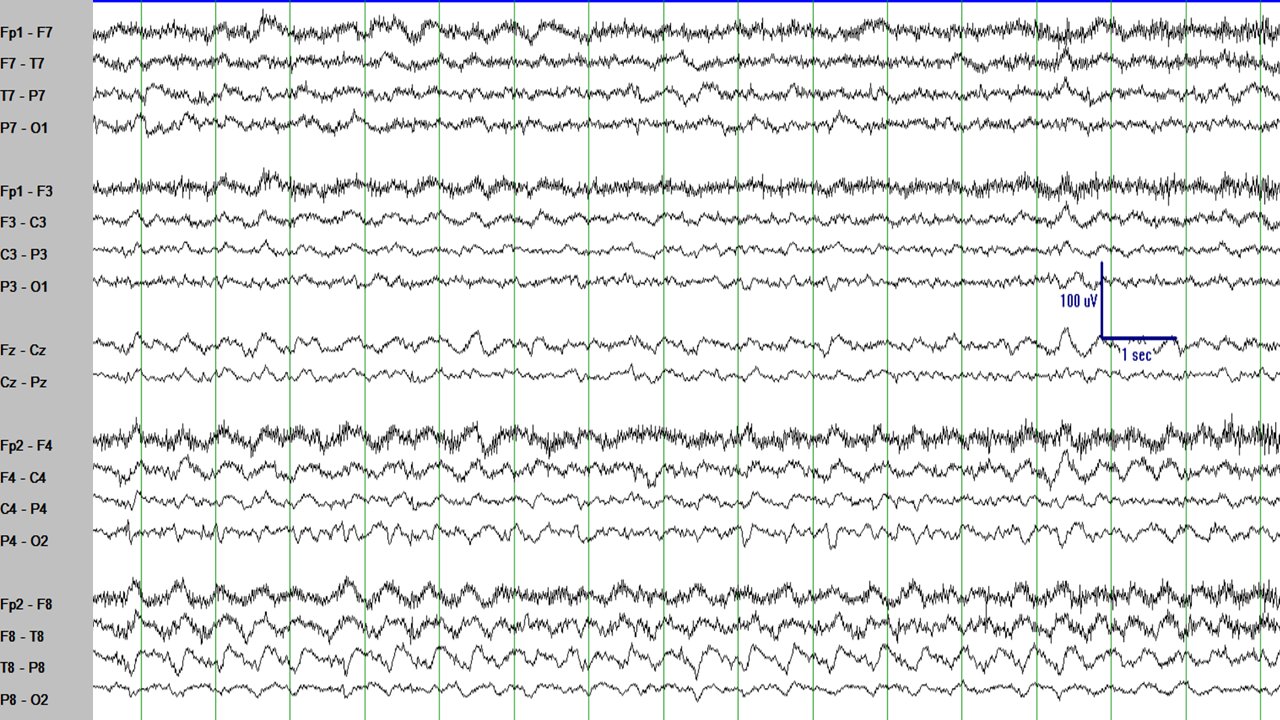 Fp1 - F7
F7 - T7
T7 - P7
P7 - O1
Fp1 - F3
F3 - C3
C3 - P3
P3 - O1
100 uV
1 sec
Fz - Cz
Cz - Pz
Fp2 - F4
F4 - C4
C4 - P4
P4 - O2
Fp2 - F8
F8 - T8
T8 - P8
P8 - O2